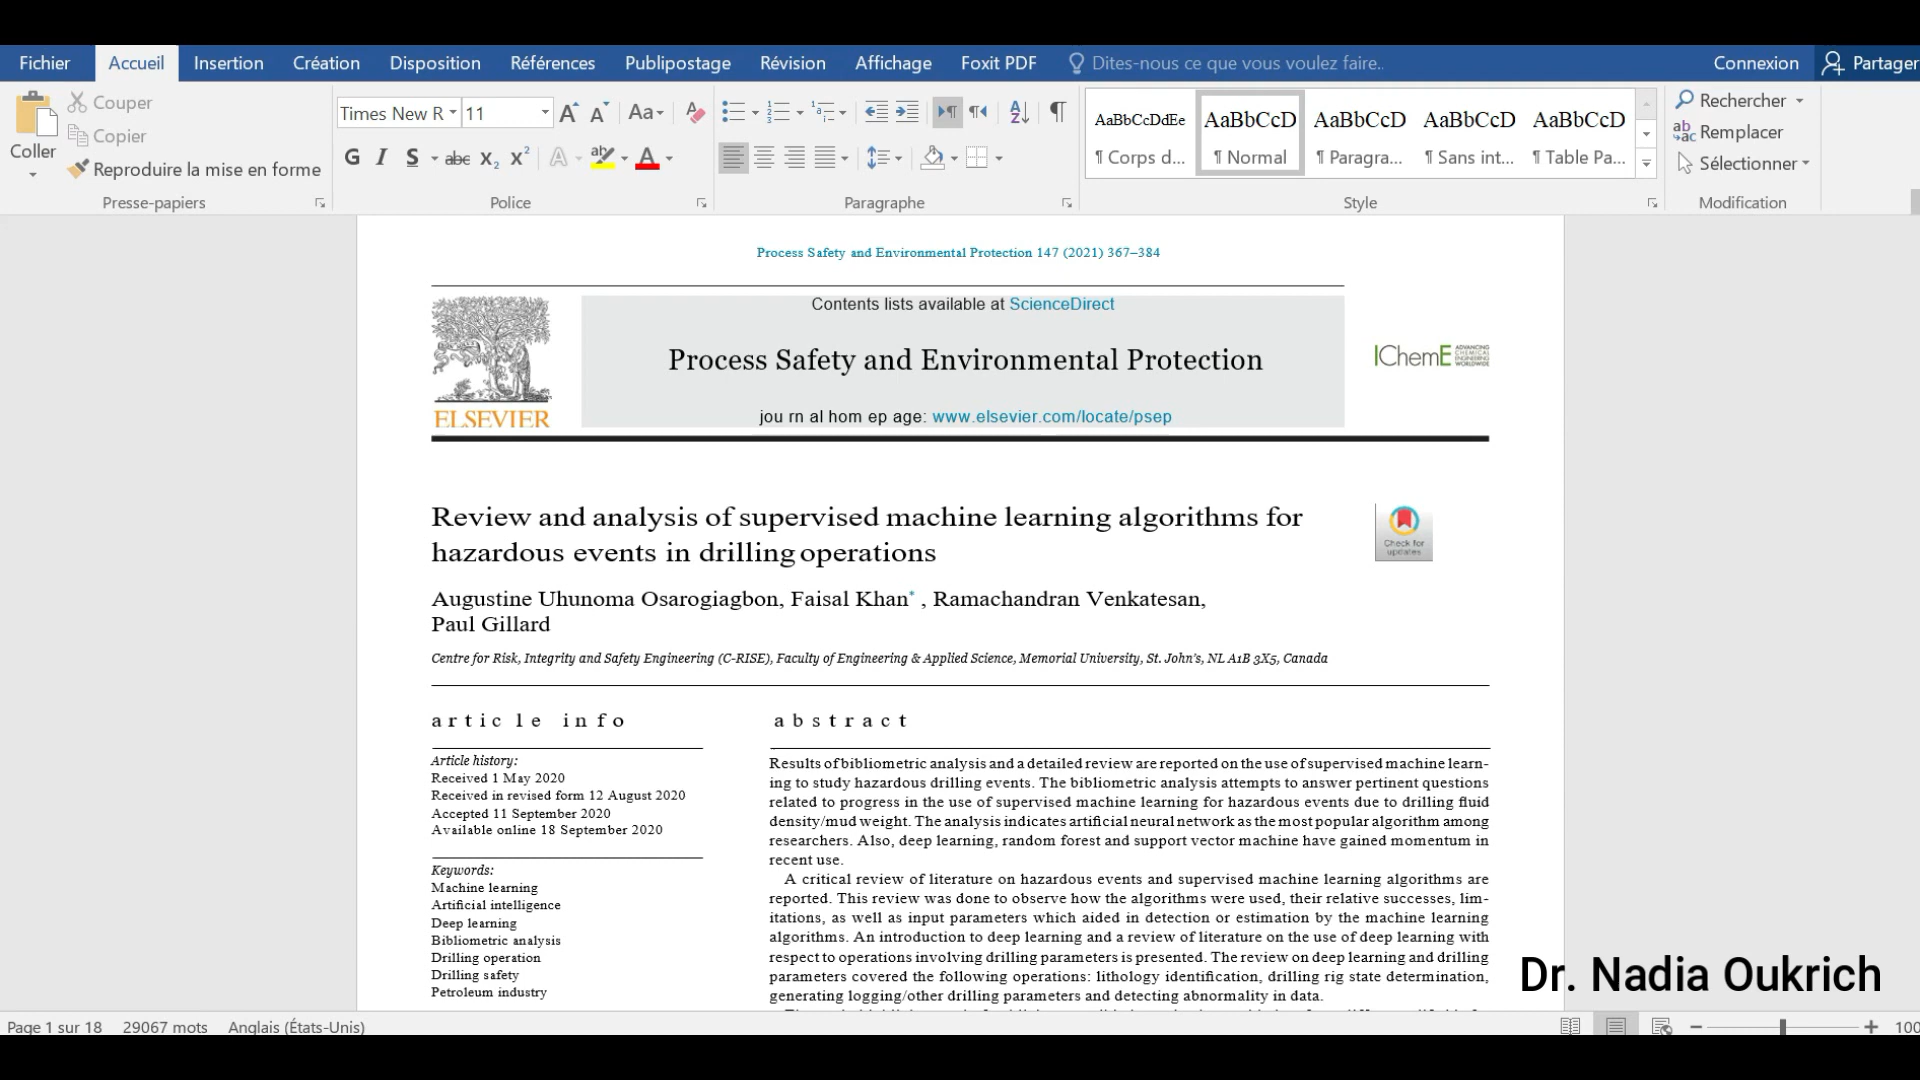 Fichier Accueil Insertion Création Disposition Références Publipostage Révision Affichage Foxit PDF Dites-nous ce que vous voulez faire.. Connexion Partager
Coller
Couper
Copier
Reproduire la mise en forme
Presse-papiers
Times New R 11 Aa
G I S abc X₂ X² A ab A
Police
Paragraphe
AaBbCcDdEe AaBbCcD AaBbCcD AaBbCcD AaBbCcD
¶ Corps d... ¶ Normal ¶ Paragra... ¶ Sans int... ¶ Table Pa...
Style
Rechercher
Remplacer
Sélectionner
Modification
Process Safety and Environmental Protection 147 (2021) 367–384
Contents lists available at ScienceDirect
Process Safety and Environmental Protection
jou rn al hom ep age: www.elsevier.com/locate/psep
ELSEVIER
IChemE ADVANCING CHEMICAL ENGINEERING WORLDWIDE
Review and analysis of supervised machine learning algorithms for
hazardous events in drilling operations
Check for
updates
Augustine Uhunoma Osarogiagbon, Faisal Khan* , Ramachandran Venkatesan,
Paul Gillard
Centre for Risk, Integrity and Safety Engineering (C-RISE), Faculty of Engineering & Applied Science, Memorial University, St. John's, NL A1B 3X5, Canada
a r t i c l e i n f o
Article history:
Received 1 May 2020
Received in revised form 12 August 2020
Accepted 11 September 2020
Available online 18 September 2020
Keywords:
Machine learning
Artificial intelligence
Deep learning
Bibliometric analysis
Drilling operation
Drilling safety
Petroleum industry
a b s t r a c t
Results of bibliometric analysis and a detailed review are reported on the use of supervised machine learn-
ing to study hazardous drilling events. The bibliometric analysis attempts to answer pertinent questions
related to progress in the use of supervised machine learning for hazardous events due to drilling fluid
density/mud weight. The analysis indicates artificial neural network as the most popular algorithm among
researchers. Also, deep learning, random forest and support vector machine have gained momentum in
recent use.
A critical review of literature on hazardous events and supervised machine learning algorithms are
reported. This review was done to observe how the algorithms were used, their relative successes, lim-
itations, as well as input parameters which aided in detection or estimation by the machine learning
algorithms. An introduction to deep learning and a review of literature on the use of deep learning with
respect to operations involving drilling parameters is presented. The review on deep learning and drilling
parameters covered the following operations: lithology identification, drilling rig state determination,
generating logging/other drilling parameters and detecting abnormality in data.
Dr. Nadia Oukrich
Page 1 sur 18 29067 mots Anglais (États-Unis) 100